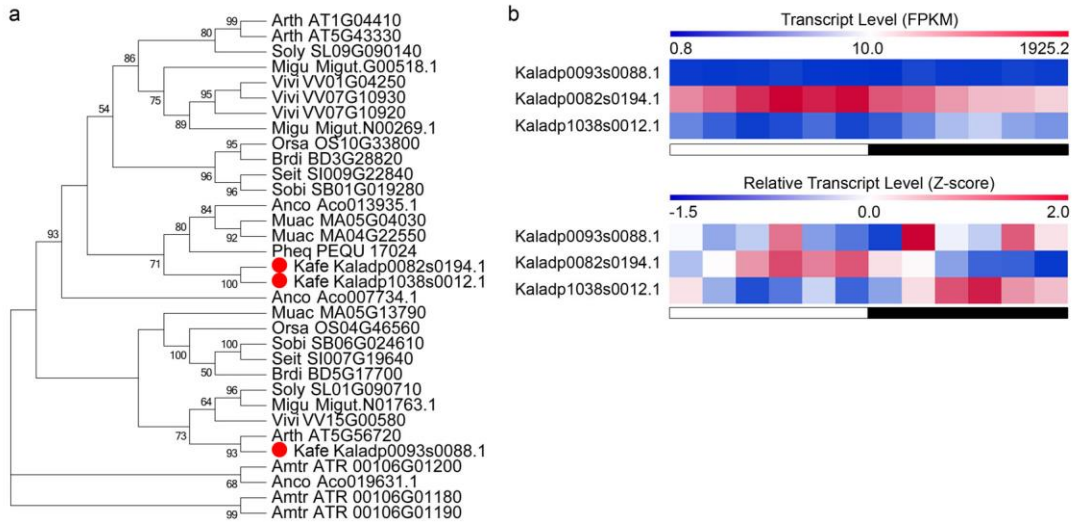 a
99
Arth AT1G04410
Arth AT5G43330
80
Soly SL09G090140
86
Migu Migut.G00518.1
Vivi VV01G04250
95
Vivi VV07G10930
75
Vivi VV07G10920
89
Migu Migut.N00269.1
54
Orsa OS10G33800
95
Brdi BD3G28820
Seit SI009G22840
96
Sobi SB01G019280
96
Anco Aco013935.1
84
Muac MA05G04030
93
80
Muac MA04G22550
92
Pheq PEQU 17024
71
Kafe Kaladp0082s0194.1
Kafe Kaladp1038s0012.1
100
Anco Aco007734.1
Muac MA05G13790
Orsa OS04G46560
Sobi SB06G024610
100
100
Seit SI007G19640
Brdi BD5G17700
50
Soly SL01G090710
96
Migu Migut.N01763.1
64
Vivi VV15G00580
Arth AT5G56720
73
Kafe Kaladp0093s0088.1
93
Amtr ATR 00106G01200
Anco Aco019631.1
68
Amtr ATR 00106G01180
Amtr ATR 00106G01190
99
b
Transcript Level (FPKM)
0.8 10.0 1925.2
Kaladp0093s0088.1
Kaladp0082s0194.1
Kaladp1038s0012.1
Relative Transcript Level (Z-score)
-1.5 0.0 2.0
Kaladp0093s0088.1
Kaladp0082s0194.1
Kaladp1038s0012.1